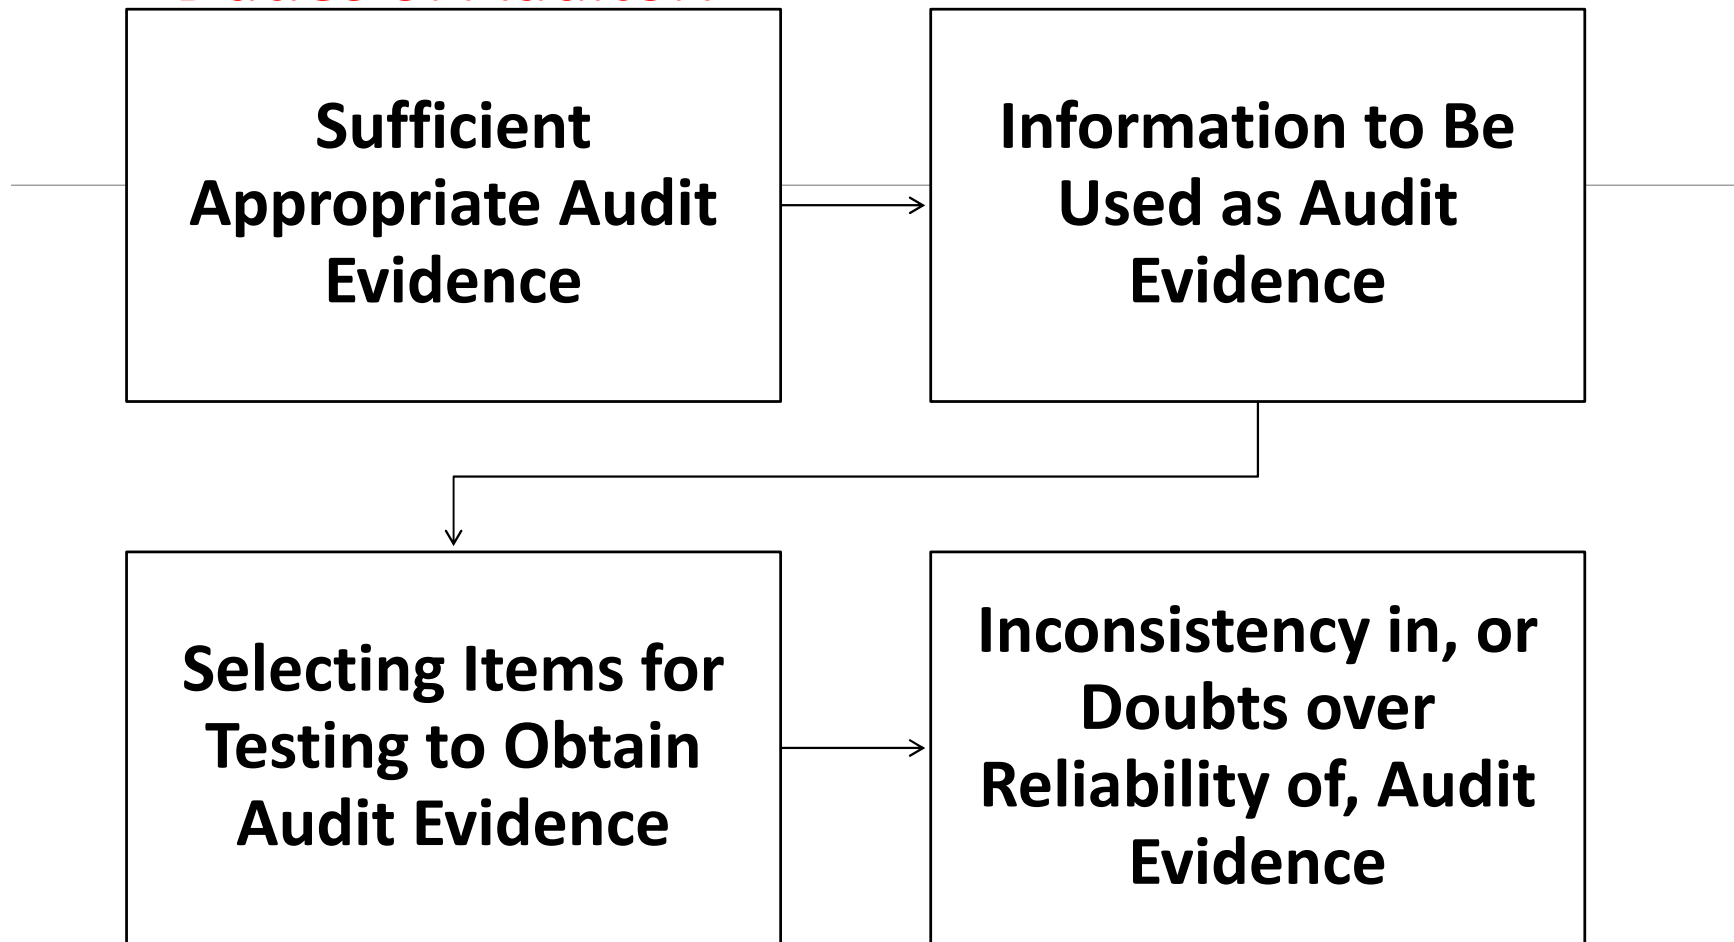 Sufficient
Appropriate Audit
Evidence
Information to Be
Used as Audit
Evidence
Selecting Items for
Testing to Obtain
Audit Evidence
Inconsistency in, or
Doubts over
Reliability of, Audit
Evidence